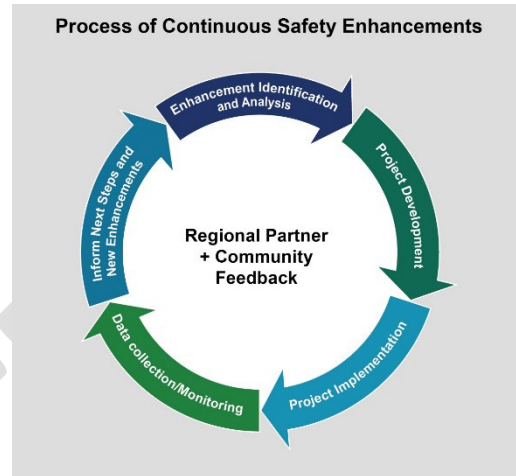 Process of Continuous Safety Enhancements
Enhancement Identification
and Analysis
Project Development
Project Implementation
Data collection/Monitoring
Inform Next Steps and
New Enhancements
Regional Partner
+ Community
Feedback